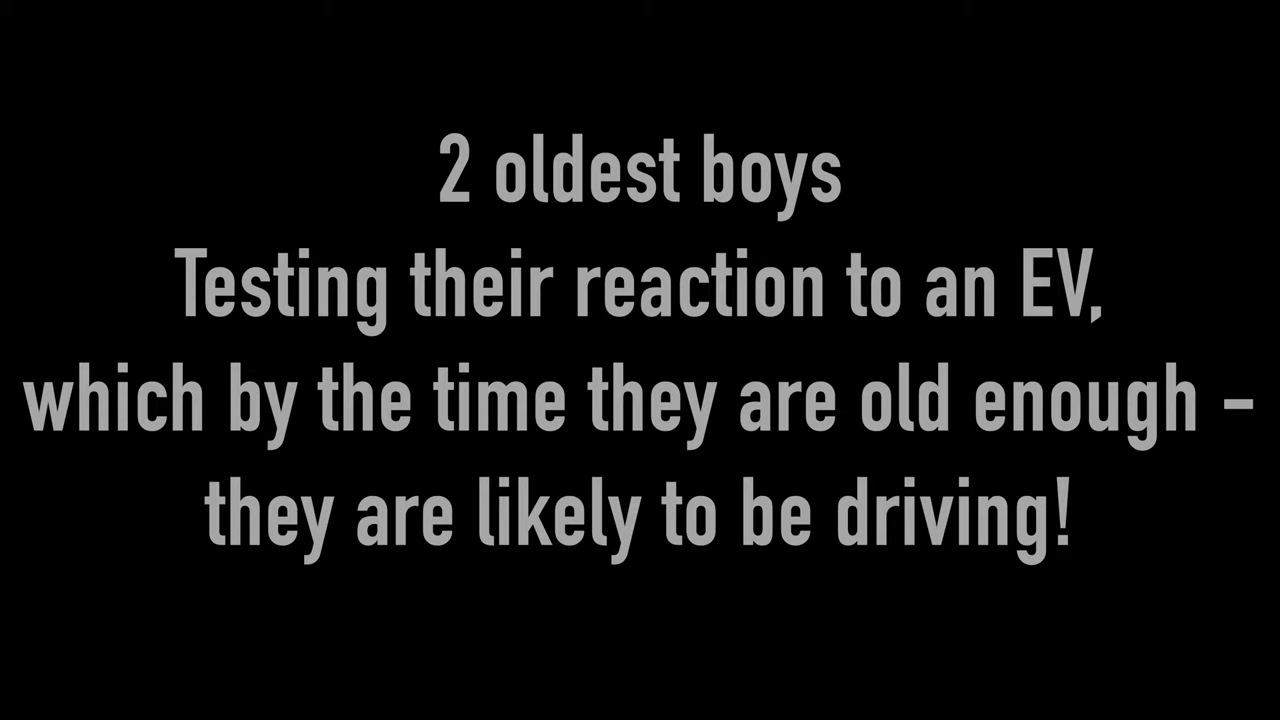 2 oldest boys
Testing their reaction to an EV,
which by the time they are old enough -
they are likely to be driving!